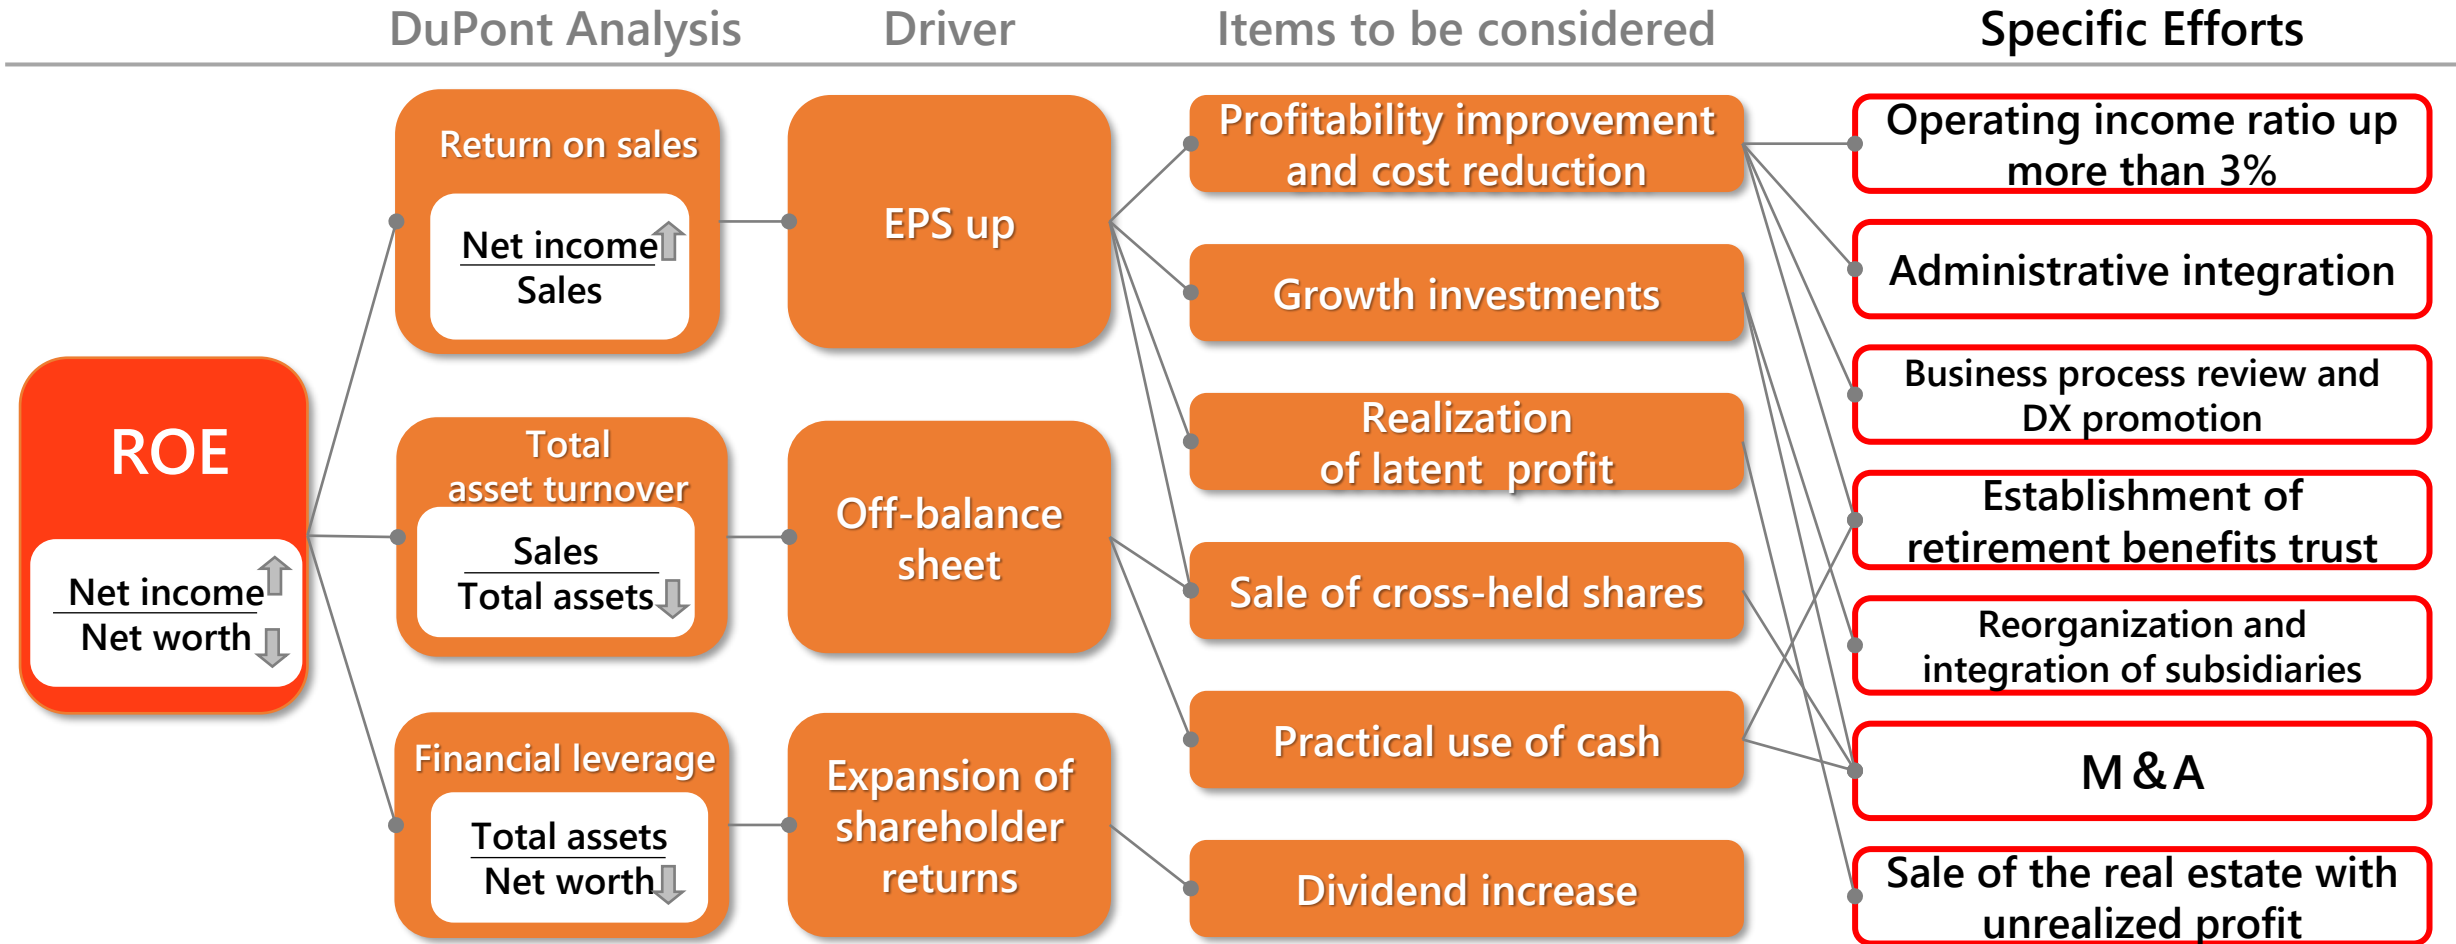 DuPont Analysis
Driver
Items to be considered
Specific Efforts
ROE
Net income
Net worth
Return on sales
Net income
Sales
Total
asset turnover
Sales
Total assets
Financial leverage
Total assets
Net worth
EPS up
Off-balance
sheet
Expansion of
shareholder
returns
Profitability improvement
and cost reduction
Growth investments
Realization
of latent profit
Sale of cross-held shares
Practical use of cash
Dividend increase
Operating income ratio up
more than 3%
Administrative integration
Business process review and
DX promotion
Establishment of
retirement benefits trust
Reorganization and
integration of subsidiaries
M&A
Sale of the real estate with
unrealized profit